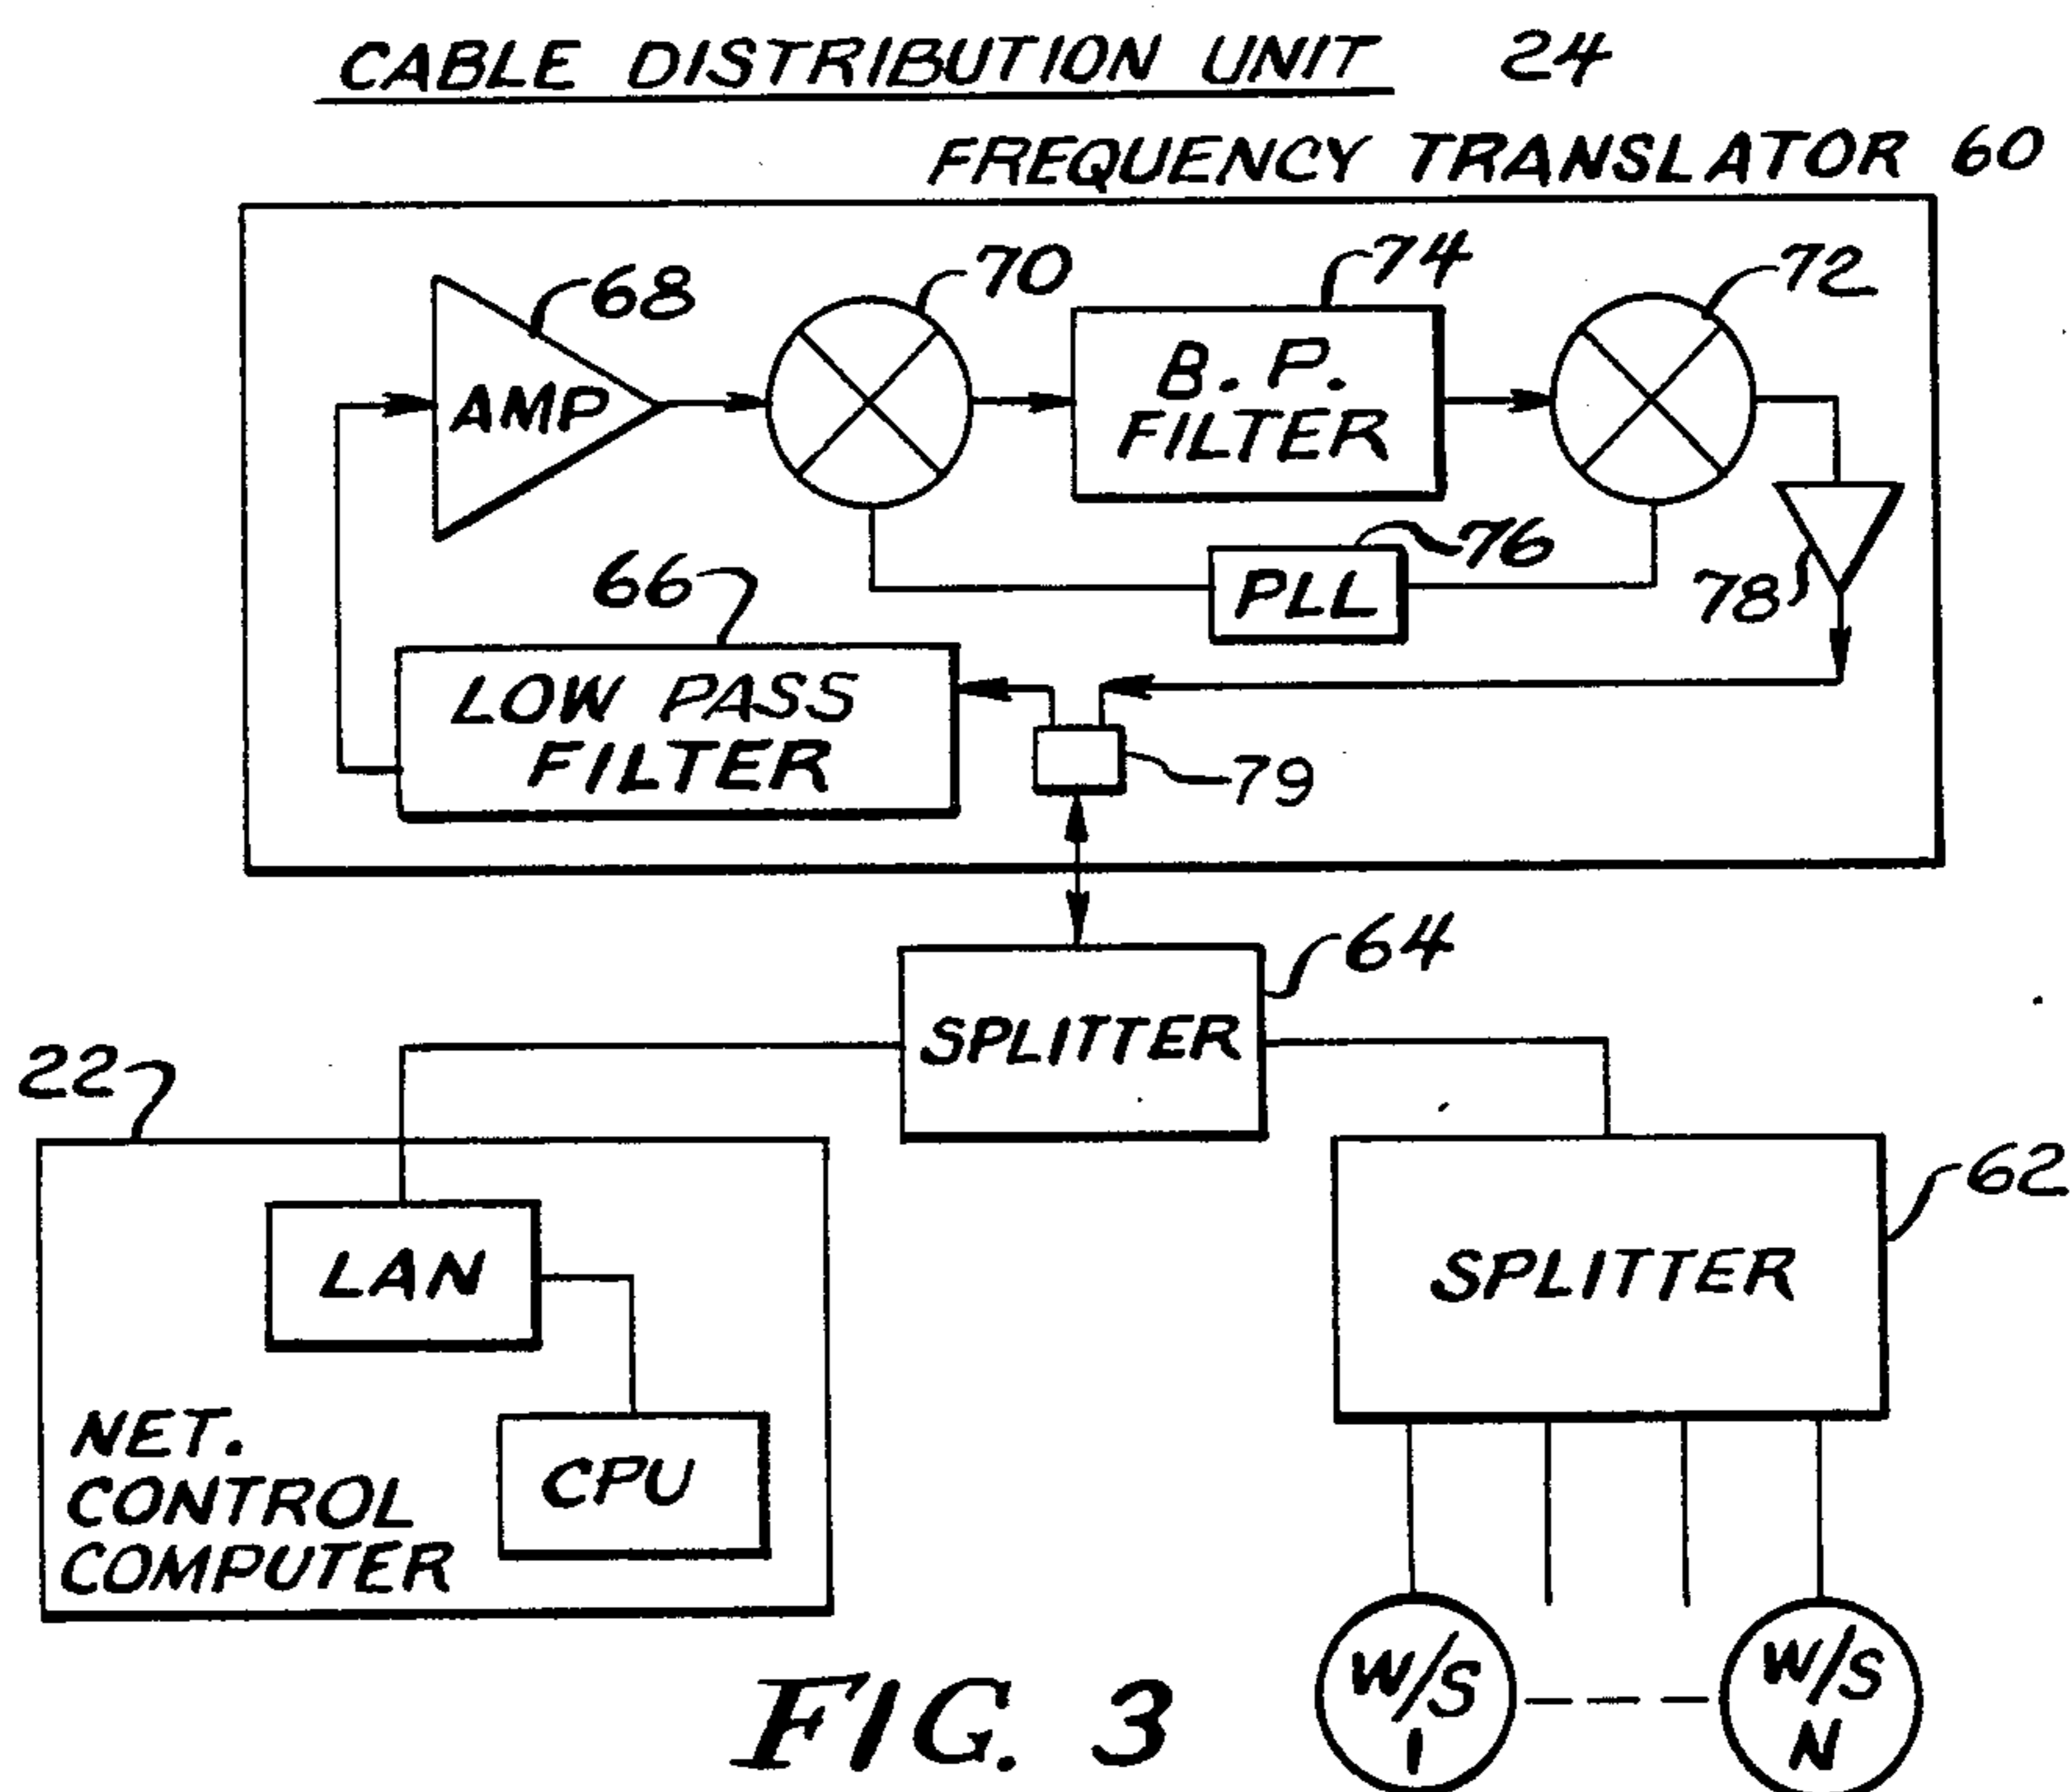 CABLE DISTRIBUTION UNIT 24
FREQUENCY TRANSLATOR 60
68
70
74
72
AMP
B. P.
FILTER
76
PLL
78
66
LOW PASS
FILTER
79
64
SPLITTER
22
62
LAN
SPLITTER
CPU
NET.
CONTROL
COMPUTER
W/S
1
W/S
N
FIG. 3